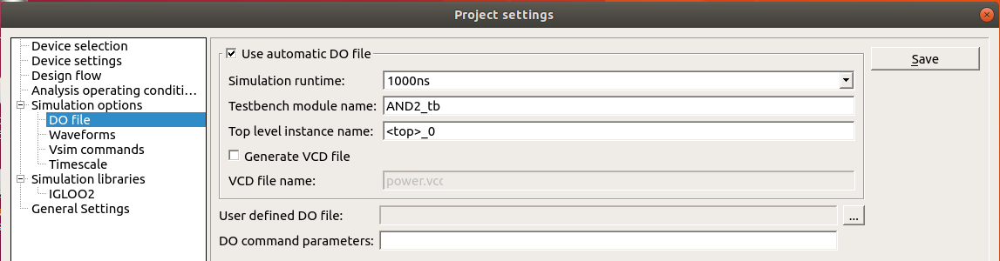 Project settings
Device selection
Device settings
Design flow
Analysis operating conditi...
Simulation options
DO file
Waveforms
Vsim commands
Timescale
Simulation libraries
IGLOO2
General Settings
Use automatic DO file
Simulation runtime: 1000ns
Testbench module name: AND2_tb
Top level instance name: <top>_0
Generate VCD file
VCD file name: power.vcc
User defined DO file: ...
DO command parameters:
Save